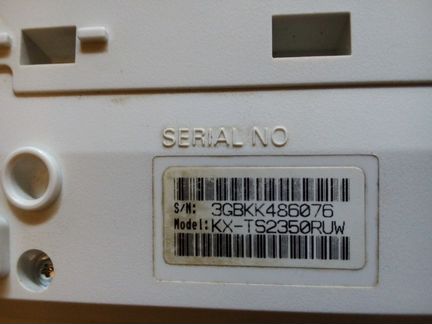 SERIAL NO
S/N: 3GBKK486076
Model: KX-TS2350RUW